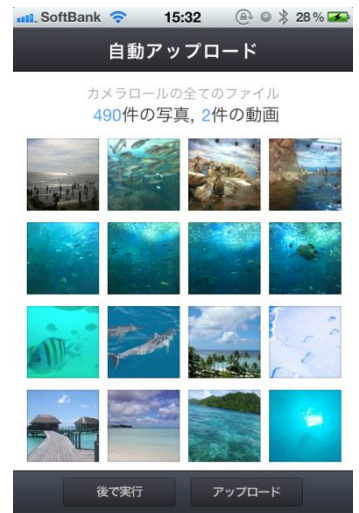 SoftBank 15:32 28%
自動アップロード
カメラロールの全てのファイル
490件の写真, 2件の動画
後で実行 アップロード